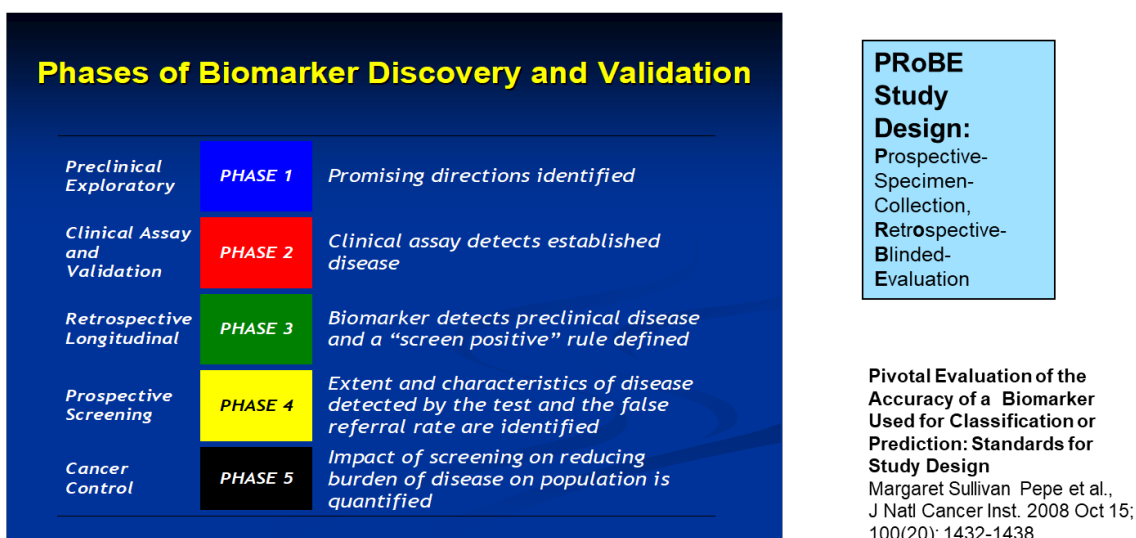 Phases of Biomarker Discovery and Validation
Preclinical
Exploratory
PHASE 1
Promising directions identified
Clinical Assay
and
Validation
PHASE 2
Clinical assay detects established
disease
Retrospective
Longitudinal
PHASE 3
Biomarker detects preclinical disease
and a “screen positive” rule defined
Prospective
Screening
PHASE 4
Extent and characteristics of disease
detected by the test and the false
referral rate are identified
Cancer
Control
PHASE 5
Impact of screening on reducing
burden of disease on population is
quantified
PRoBE
Study
Design:
Prospective-
Specimen-
Collection,
Retrospective-
Blinded-
Evaluation
Pivotal Evaluation of the
Accuracy of a Biomarker
Used for Classification or
Prediction: Standards for
Study Design
Margaret Sullivan Pepe et al.,
J Natl Cancer Inst. 2008 Oct 15;
100(20): 1432-1438